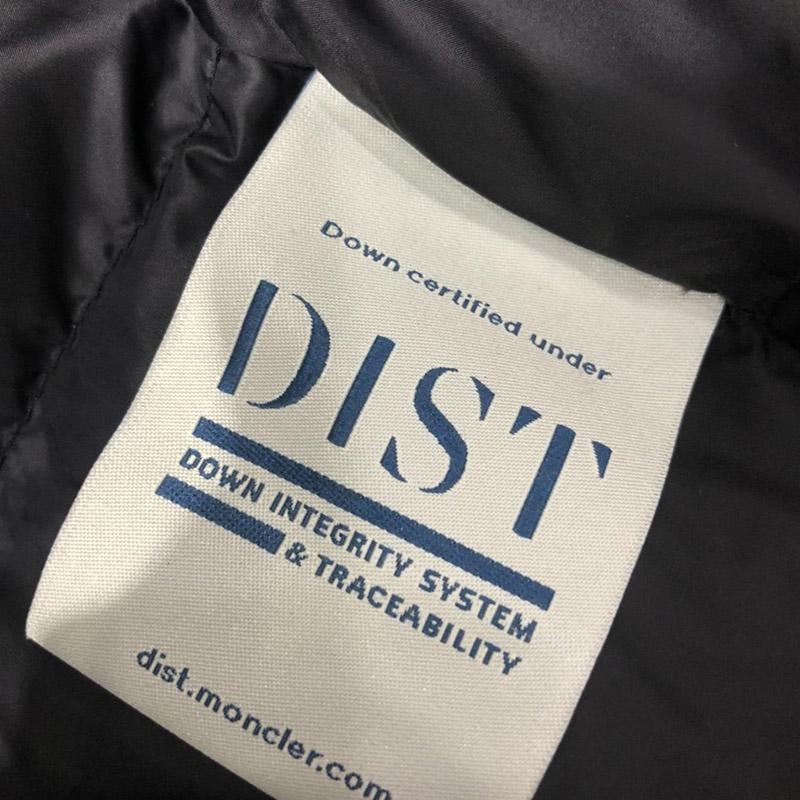 Down certified under
DIST
DOWN INTEGRITY SYSTEM
& TRACEABILITY
dist.moncler.com